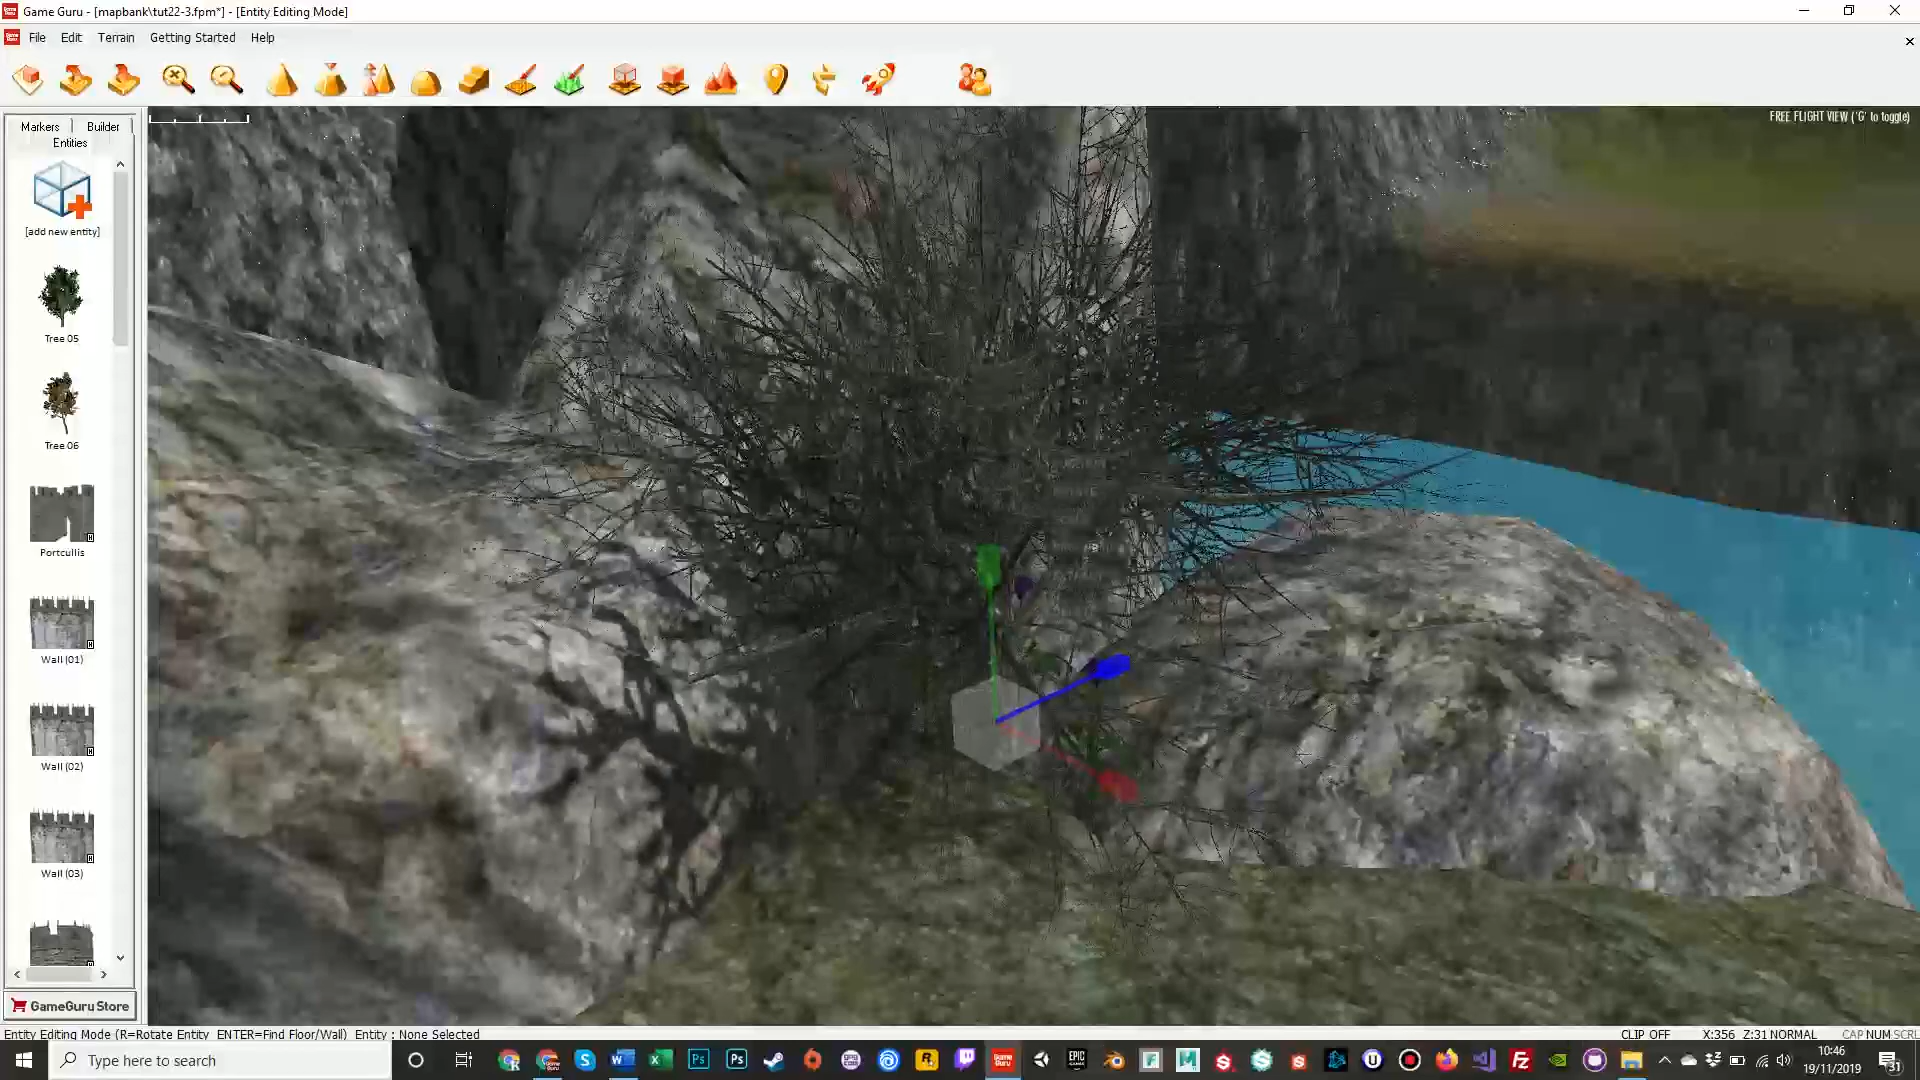 Game Guru - [mapbank\tut22-3.fpm*] - [Entity Editing Mode]
File Edit Terrain Getting Started Help
FREE FLIGHT VIEW ('G' to toggle)
Markers Builder
Entities
[add new entity]
Tree 05
Tree 06
Portcullis
Wall (01)
Wall (02)
Wall (03)
GameGuru Store
Entity Editing Mode (R=Rotate Entity ENTER=Find Floor/Wall) Entity : None Selected
CLIP OFF X:356 Z:31 NORMAL CAP NUM SCRL
Type here to search
10:46
19/11/2019
31